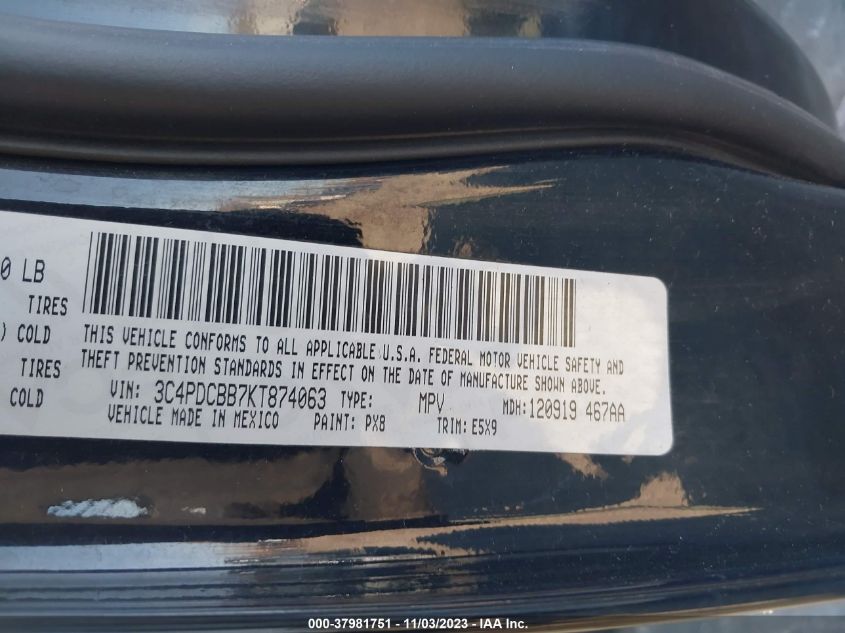 0 LB
TIRES
) COLD
TIRES
COLD
THIS VEHICLE CONFORMS TO ALL APPLICABLE U.S.A. FEDERAL MOTOR VEHICLE SAFETY AND
THEFT PREVENTION STANDARDS IN EFFECT ON THE DATE OF MANUFACTURE SHOWN ABOVE.
VIN: 3C4PDCBB7KT874063 TYPE: MPV MDH:120919 467AA
VEHICLE MADE IN MEXICO PAINT: PX8 TRIM:E5X9
000-37981751 - 11/03/2023 - © IAA Inc.